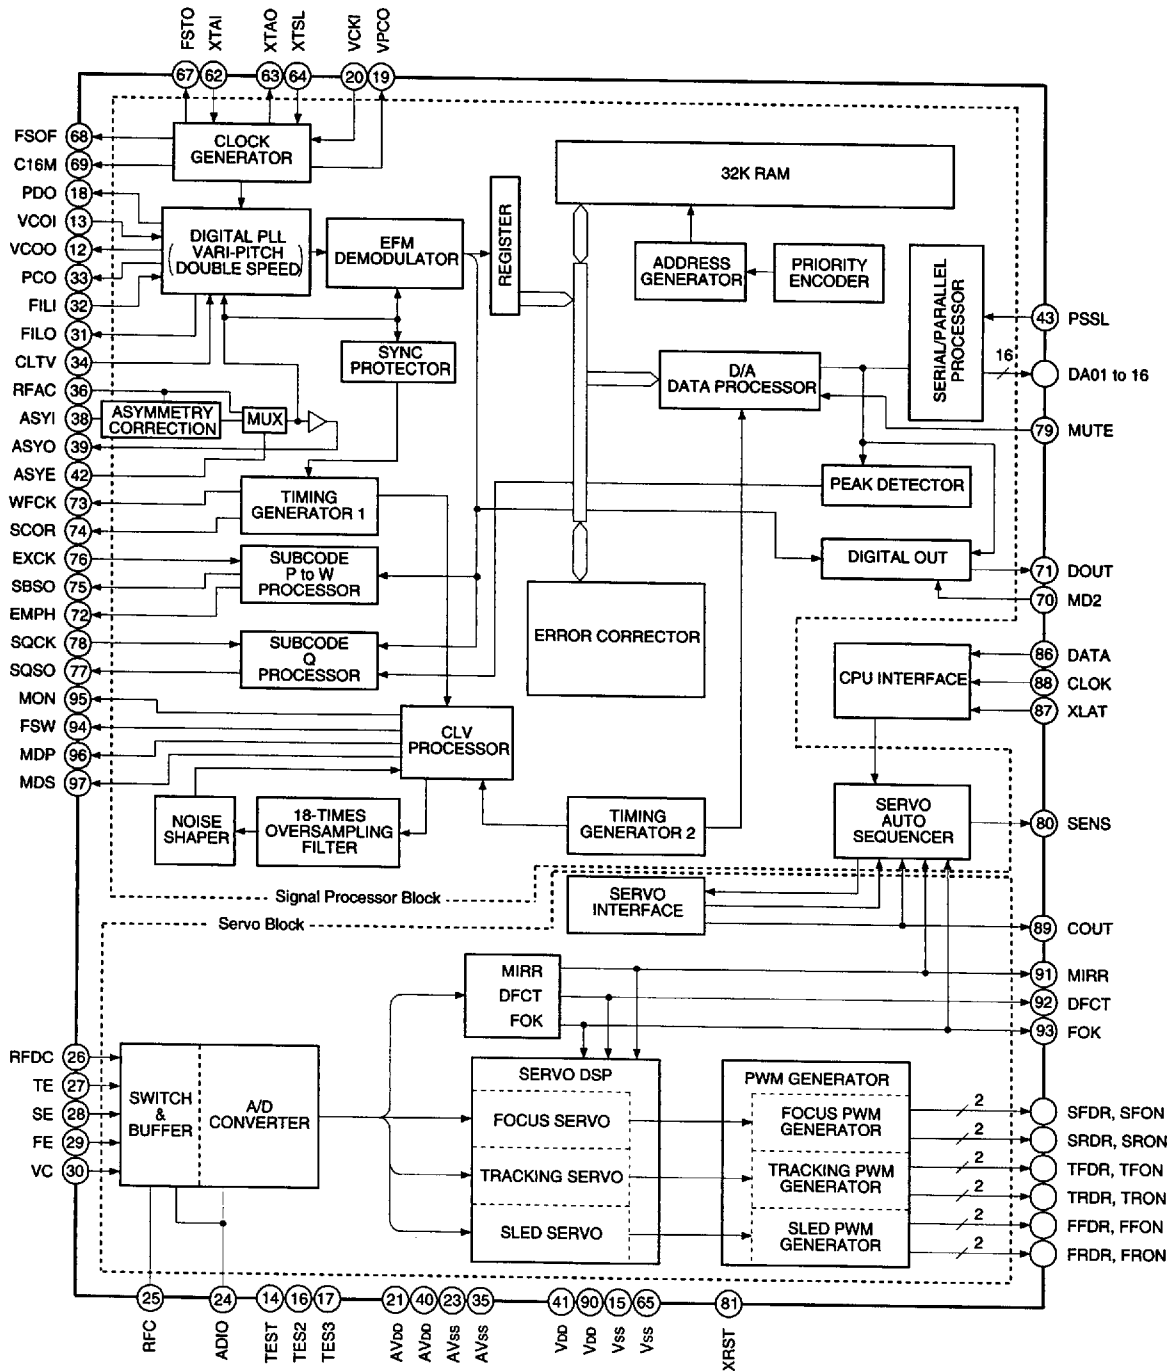 FSTO
XTAI
XTAO
XTSL
VCKI
VPCO
67
62
63
64
20
19
FSOF 68
C16M 69
PDO 18
VCOI 13
VCOO 12
PCO 33
FILI 32
FILO 31
CLTV 34
RFAC 36
ASYI 38
ASYO 39
ASYE 42
WFCK 73
SCOR 74
EXCK 76
SBSO 75
EMPH 72
SQCK 78
SQSO 77
MON 95
FSW 94
MDP 96
MDS 97
CLOCK
GENERATOR
DIGITAL PLL
VARI-PITCH
DOUBLE SPEED
( )
EFM
DEMODULATOR
REGISTER
32K RAM
ADDRESS
GENERATOR
PRIORITY
ENCODER
SERIAL/PARALLEL
PROCESSOR
SYNC
PROTECTOR
D/A
DATA PROCESSOR
16
43 PSSL
DA01 to 16
79 MUTE
ASYMMETRY
CORRECTION
MUX
TIMING
GENERATOR 1
PEAK DETECTOR
DIGITAL OUT
71 DOUT
70 MD2
SUBCODE
P to W
PROCESSOR
ERROR CORRECTOR
SUBCODE
Q
PROCESSOR
CPU INTERFACE
86 DATA
88 CLOK
87 XLAT
CLV
PROCESSOR
NOISE
SHAPER
18-TIMES
OVERSAMPLING
FILTER
TIMING
GENERATOR 2
SERVO
AUTO
SEQUENCER
80 SENS
Signal Processor Block
SERVO
INTERFACE
Servo Block
89 COUT
MIRR
DFCT
FOK
91 MIRR
92 DFCT
93 FOK
RFDC 26
TE 27
SE 28
FE 29
VC 30
SWITCH
&
BUFFER
A/D
CONVERTER
SERVO DSP
FOCUS SERVO
TRACKING SERVO
SLED SERVO
PWM GENERATOR
FOCUS PWM
GENERATOR
TRACKING PWM
GENERATOR
SLED PWM
GENERATOR
2 SFDR, SFON
2 SRDR, SRON
2 TFDR, TFON
2 TRDR, TRON
2 FFDR, FFON
2 FRDR, FRON
25
24
14
16
17
21
40
23
35
41
90
15
65
81
RFC
ADIO
TEST
TES2
TES3
AVDD
AVDD
AVSS
AVSS
VDD
VDD
VSS
VSS
XRST